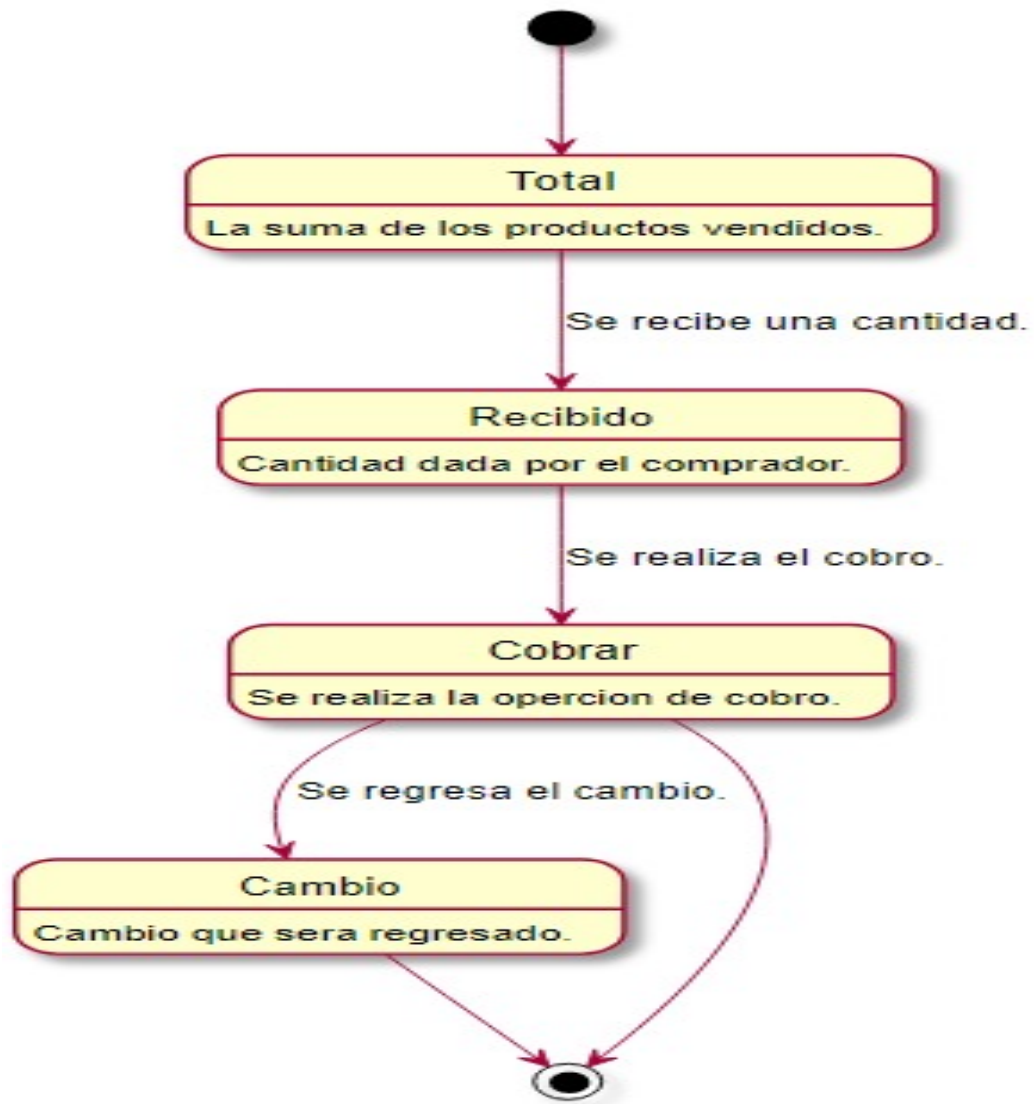 Total
La suma de los productos vendidos.
Se recibe una cantidad.
Recibido
Cantidad dada por el comprador.
Se realiza el cobro.
Cobrar
Se realiza la opercion de cobro.
Se regresa el cambio.
Cambio
Cambio que sera regresado.